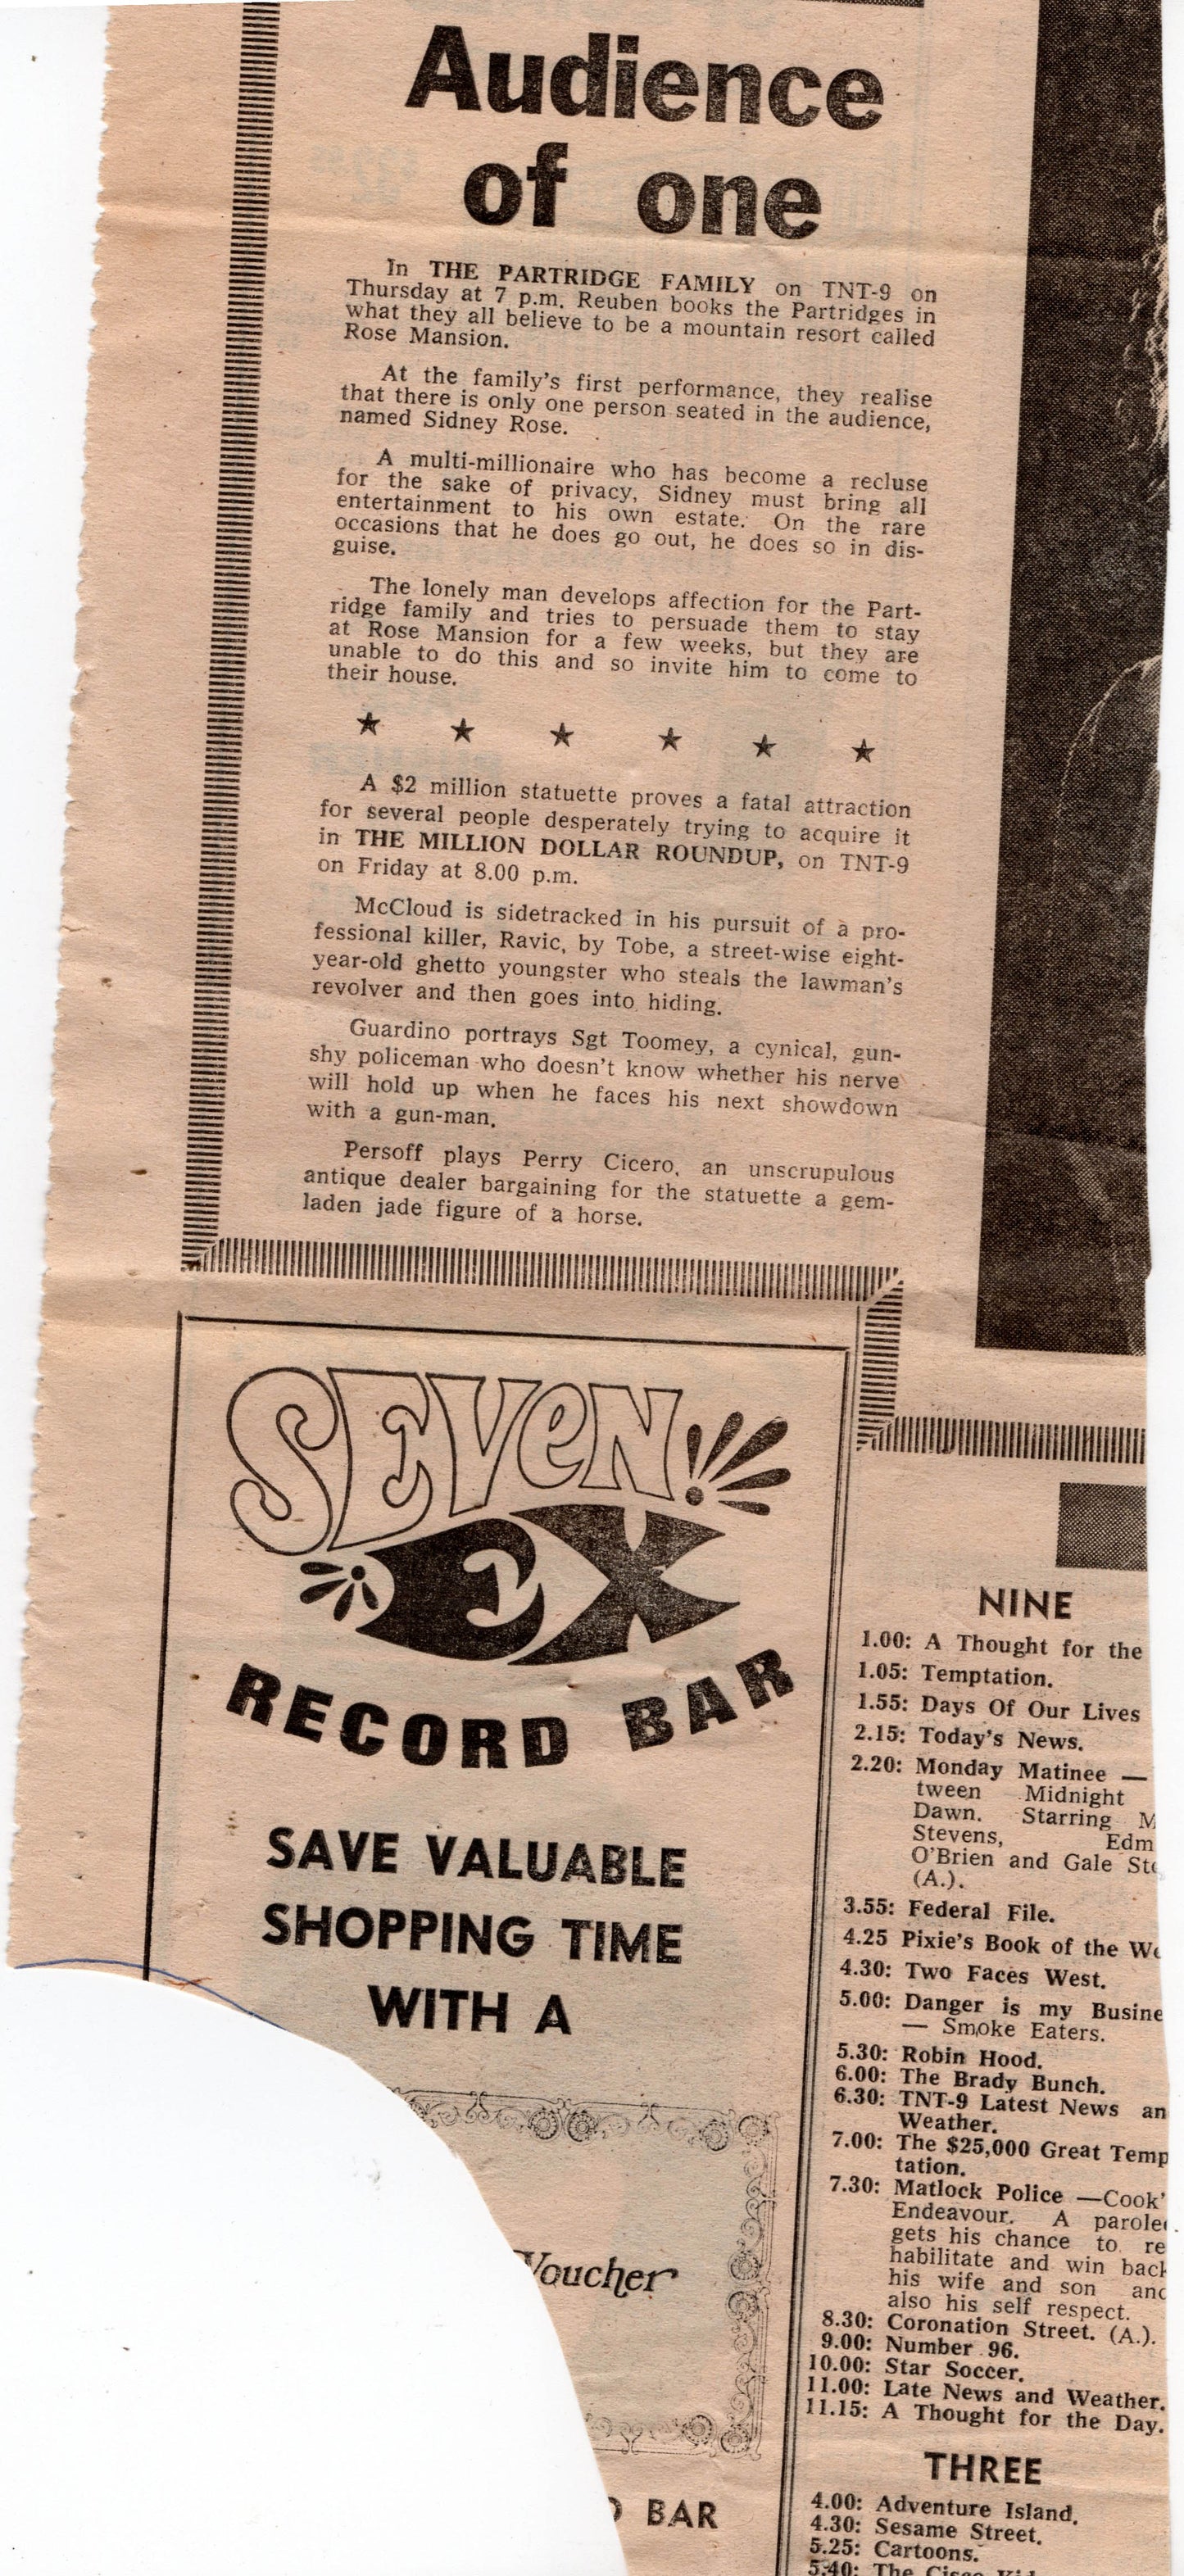 Audience
of one
In THE PARTRIDGE FAMILY on TNT-9 on
Thursday at 7 p.m. Reuben books the Partridges in
what they all believe to be a mountain resort called
Rose Mansion.
At the family's first performance, they realise
that there is only one person seated in the audience,
named Sidney Rose.
A multi-millionaire who has become a recluse
for the sake of privacy, Sidney must bring all
entertainment to his own estate. On the rare
occasions that he does go out, he does so in dis-
guise.
The lonely man develops affection for the Part-
ridge family and tries to persuade them to stay
at Rose Mansion for a few weeks, but they are
unable to do this and so invite him to come to
their house.
A $2 million statuette proves a fatal attraction
for several people desperately trying to acquire it
in THE MILLION DOLLAR ROUNDUP, on TNT-9
on Friday at 8.00 p.m.
McCloud is sidetracked in his pursuit of a pro-
fessional killer, Ravic, by Tobe, a street-wise eight-
year-old ghetto youngster who steals the lawman's
revolver and then goes into hiding.
Guardino portrays Sgt Toomey, a cynical, gun-
shy policeman who doesn't know whether his nerve
will hold up when he faces his next showdown
with a gun-man.
Persoff plays Perry Cicero, an unscrupulous
antique dealer bargaining for the statuette a gem-
laden jade figure of a horse.
SEVEN
EX
RECORD BAR
SAVE VALUABLE
SHOPPING TIME
WITH A
Voucher
BAR
NINE
1.00: A Thought for the
1.05: Temptation.
1.55: Days Of Our Lives
2.15: Today's News.
2.20: Monday Matinee —
tween Midnight
Dawn. Starring M
Stevens, Edm
O'Brien and Gale Sto
(A.).
3.55: Federal File.
4.25 Pixie's Book of the We
4.30: Two Faces West.
5.00: Danger is my Busine
— Smoke Eaters.
5.30: Robin Hood.
6.00: The Brady Bunch.
6.30: TNT-9 Latest News an
Weather.
7.00: The $25,000 Great Temp
tation.
7.30: Matlock Police —Cook'
Endeavour. A parolee
gets his chance to re
habilitate and win back
his wife and son and
also his self respect.
8.30: Coronation Street. (A.).
9.00: Number 96.
10.00: Star Soccer.
11.00: Late News and Weather.
11.15: A Thought for the Day.
THREE
4.00: Adventure Island.
4.30: Sesame Street.
5.25: Cartoons.
5.40: The Cisco Kid